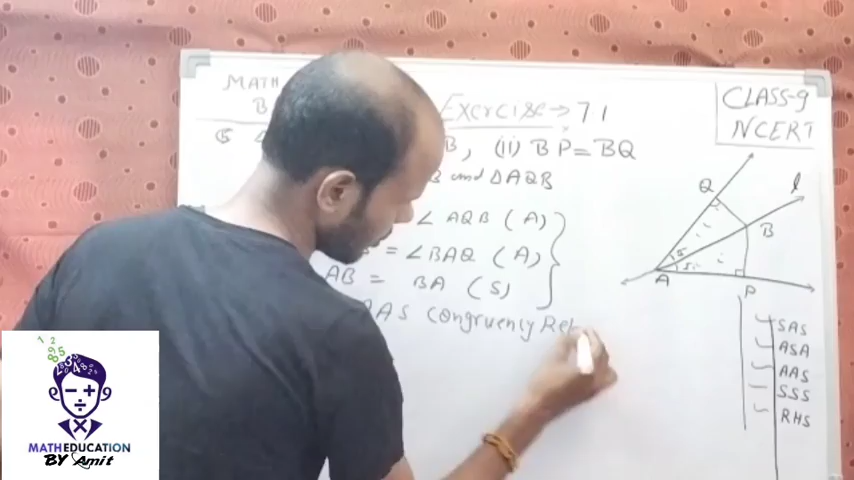 MATH
Exercise → 7.1
CLASS-9
NCERT
B, (ii) BP = BQ
and ΔAQB
∠ AQB (A)
= ∠BAQ (A)
AB = BA (S)
AAS Congruency
Q
l
B
A
P
SAS
ASA
AAS
SSS
RHS
MATHEDUCATION
BY Amit